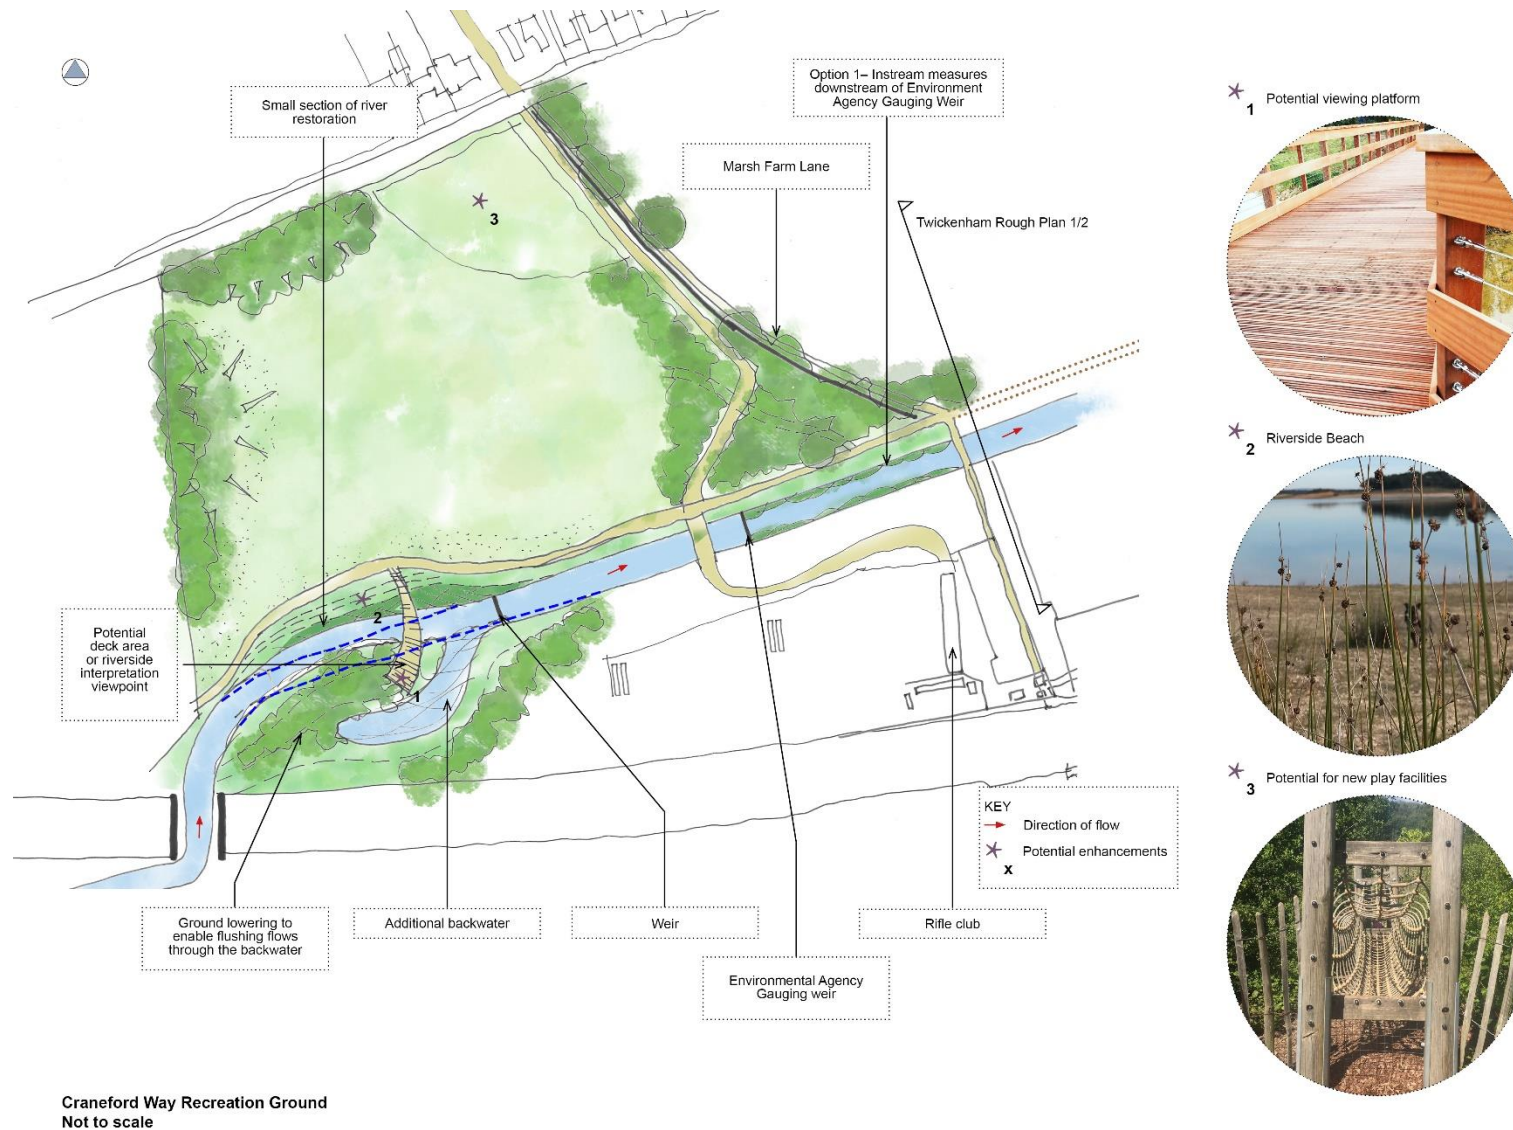 Small section of river
restoration
Option 1– Instream measures
downstream of Environment
Agency Gauging Weir
Marsh Farm Lane
Twickenham Rough Plan 1/2
3
2
1
Potential
deck area
or riverside
interpretation
viewpoint
Ground lowering to
enable flushing flows
through the backwater
Additional backwater
Weir
Environmental Agency
Gauging weir
Rifle club
KEY
Direction of flow
Potential enhancements
x
1 Potential viewing platform
2 Riverside Beach
3 Potential for new play facilities
Craneford Way Recreation Ground
Not to scale